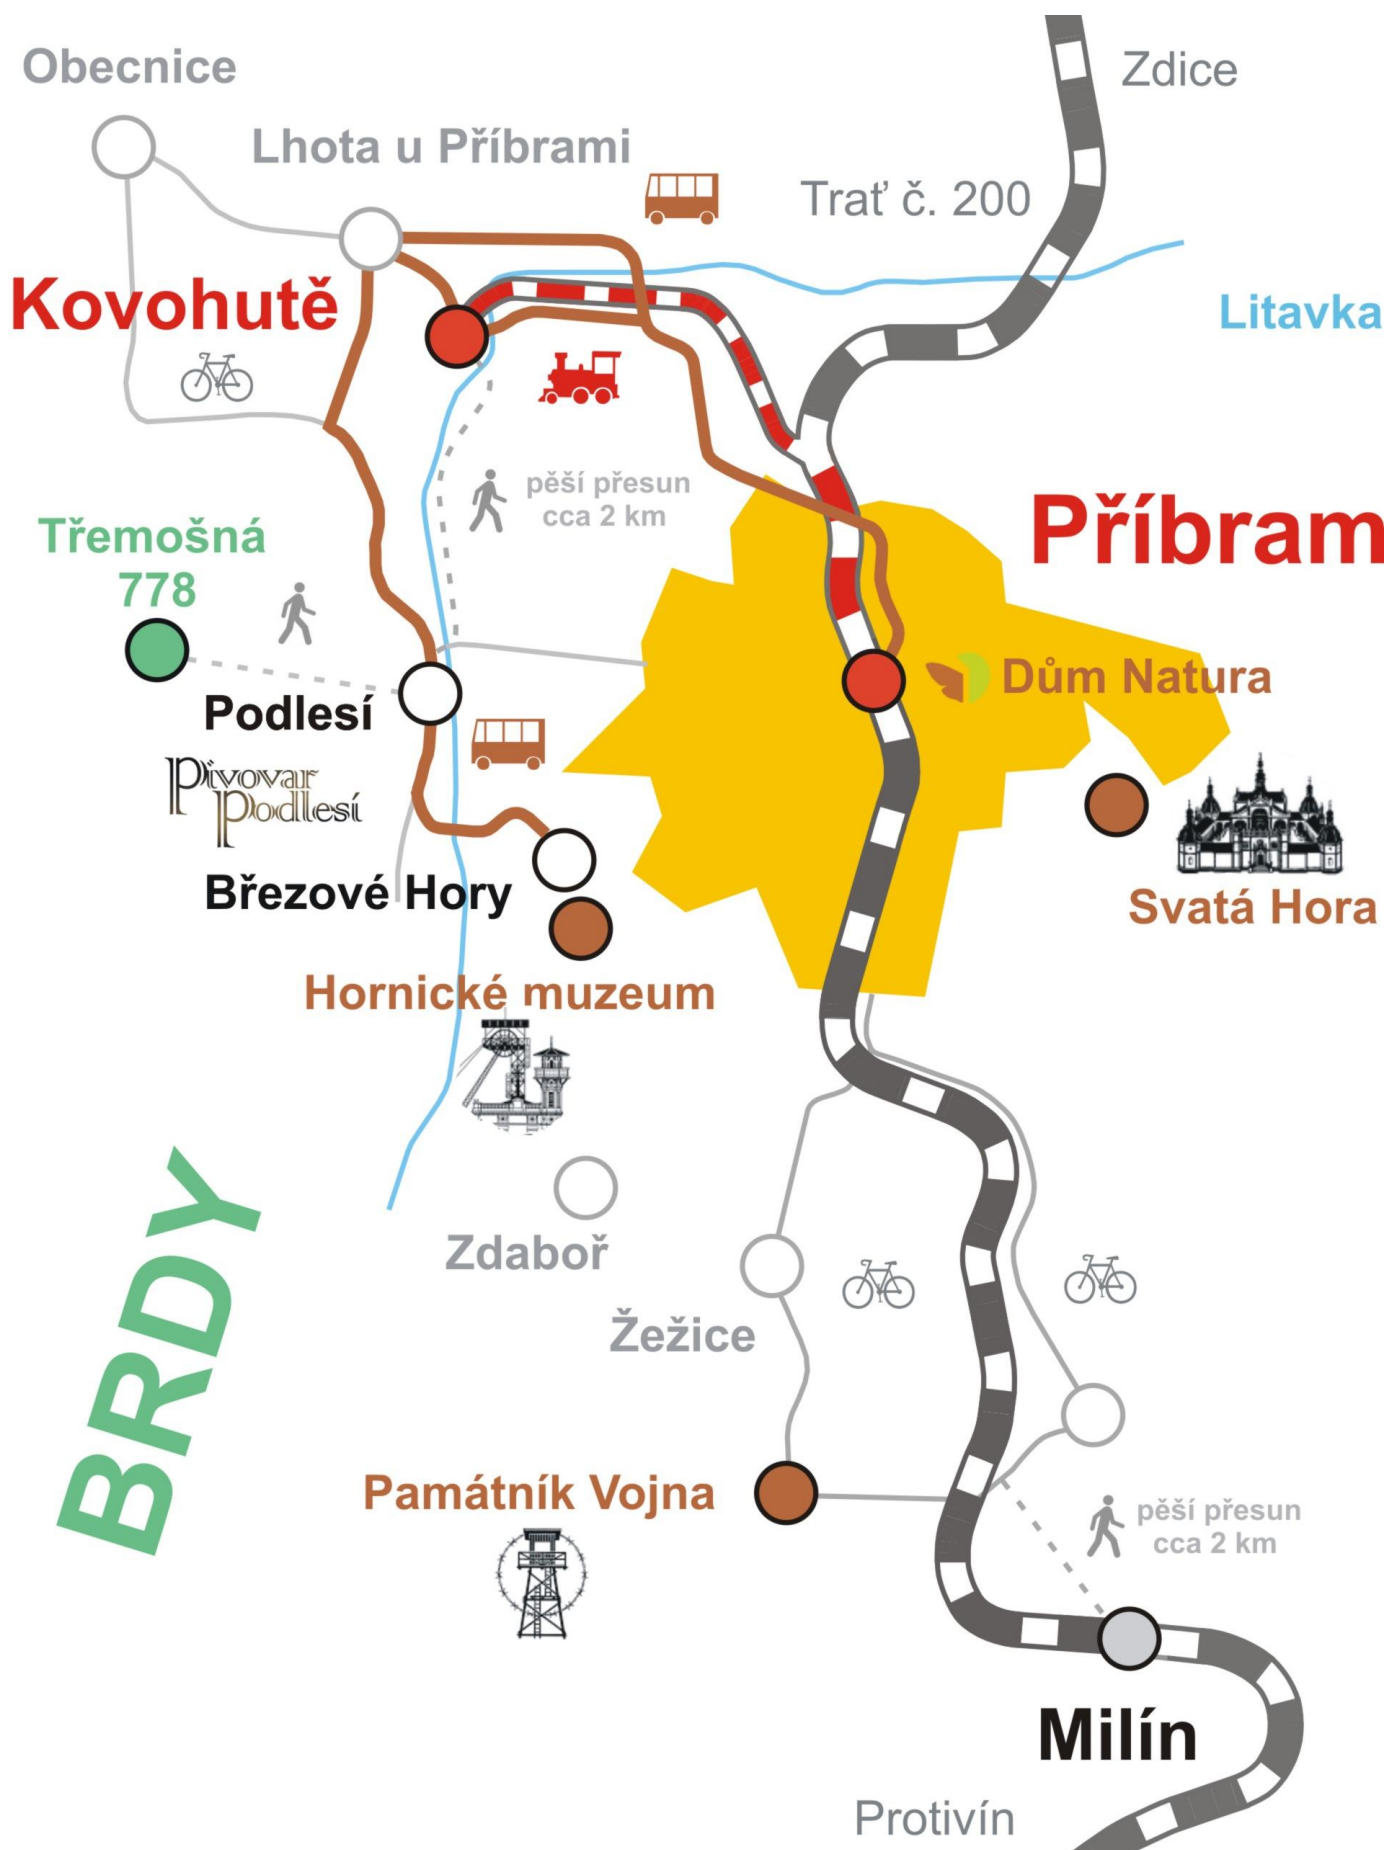 Obecnice
Zdice
Lhota u Příbrami
Trať č. 200
Kovohutě
Litavka
pěší přesun
cca 2 km
Příbram
Třemošná
778
Dům Natura
Podlesí
Pivovar
Podlesí
Březové Hory
Svatá Hora
Hornické muzeum
BRDY
Zdaboř
Žežice
Památník Vojna
pěší přesun
cca 2 km
Milín
Protivín